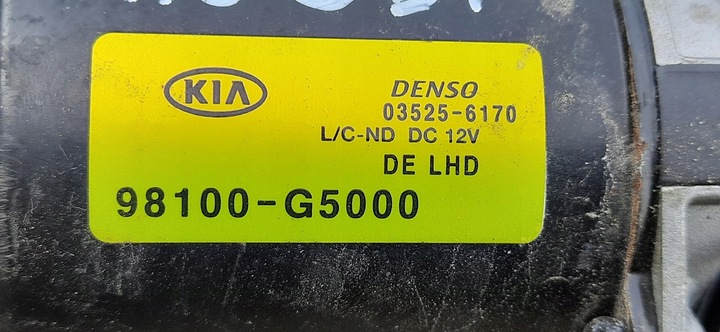 KIA
DENSO
03525-6170
L/C-ND DC 12V
DE LHD
98100-G5000